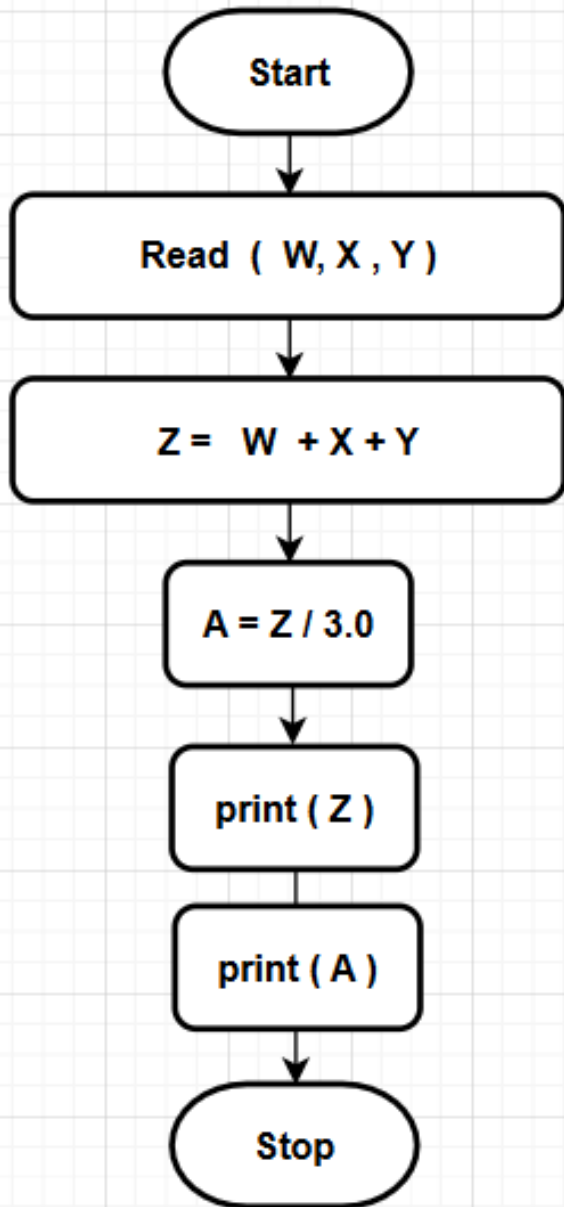 Start
Read ( W, X , Y )
Z = W + X + Y
A = Z / 3.0
print ( Z )
print ( A )
Stop